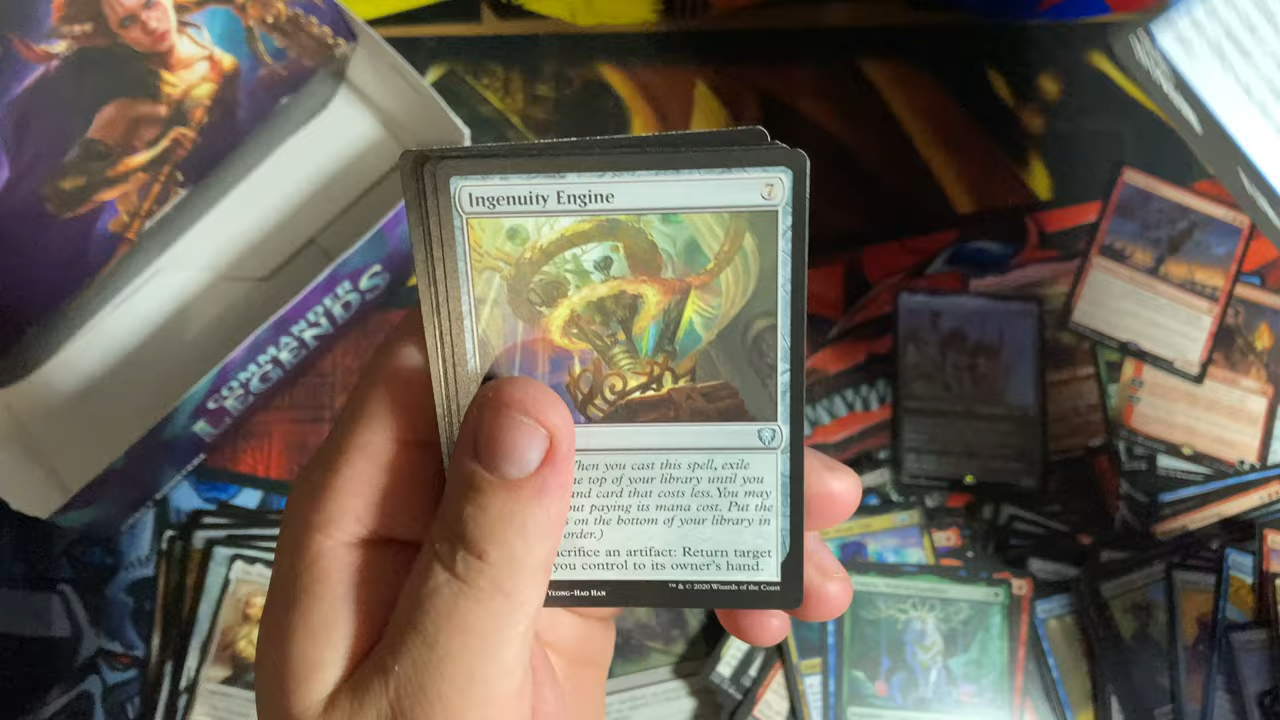 Ingenuity Engine 7
COMMANDER
LEGENDS
hen you cast this spell, exile
e top of your library until you
and card that costs less. You may
out paying its mana cost. Put the
s on the bottom of your library in
order.)
acrifice an artifact: Return target
you control to its owner's hand.
YEONG-HAO HAN
™ & © 2020 Wizards of the Coast